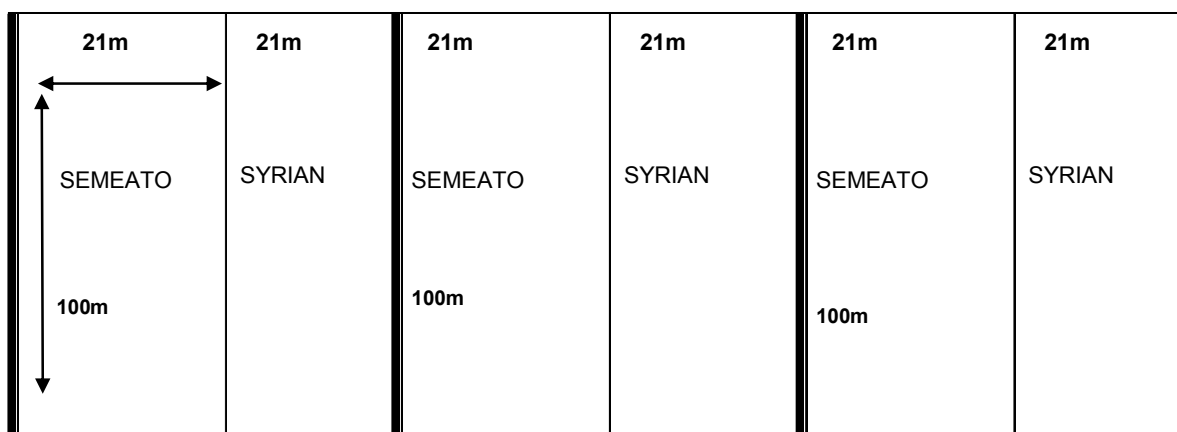 21m 21m 21m 21m 21m 21m
SEMEATO SYRIAN SEMEATO SYRIAN SEMEATO SYRIAN
100m 100m 100m